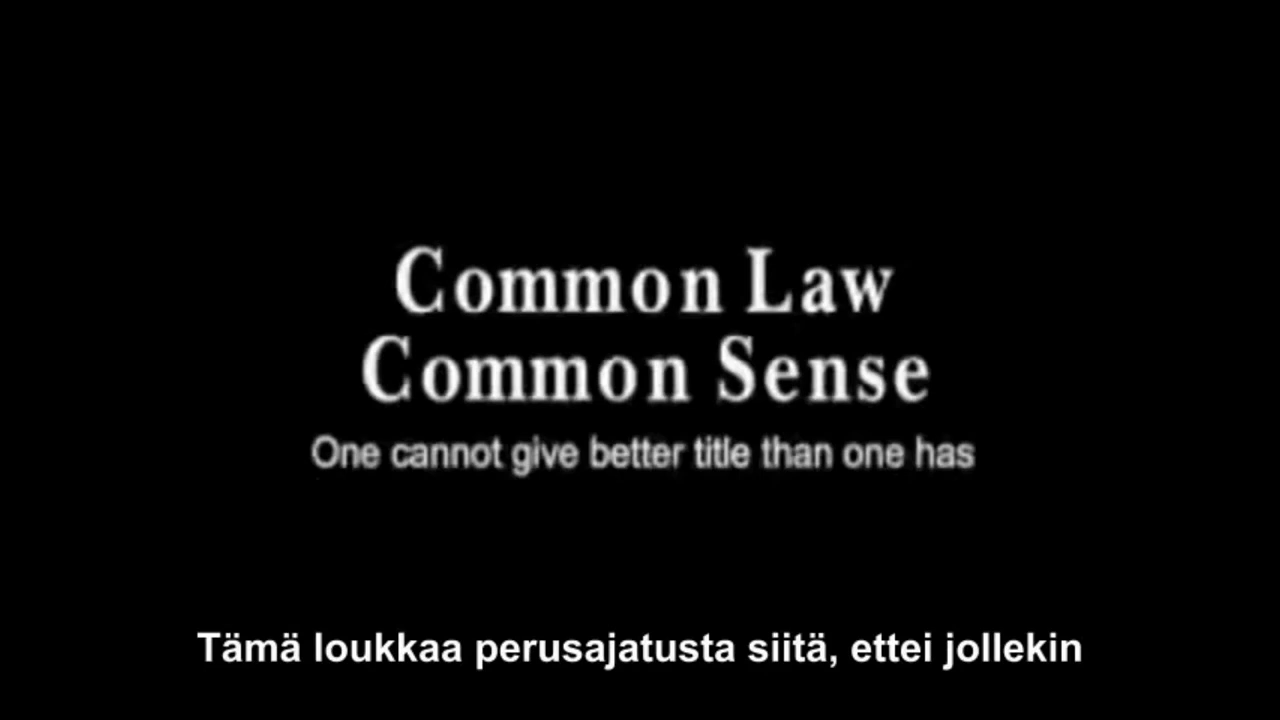 Common Law
Common Sense
One cannot give better title than one has
Tämä loukkaa perusajatusta siitä, ettei jollekin